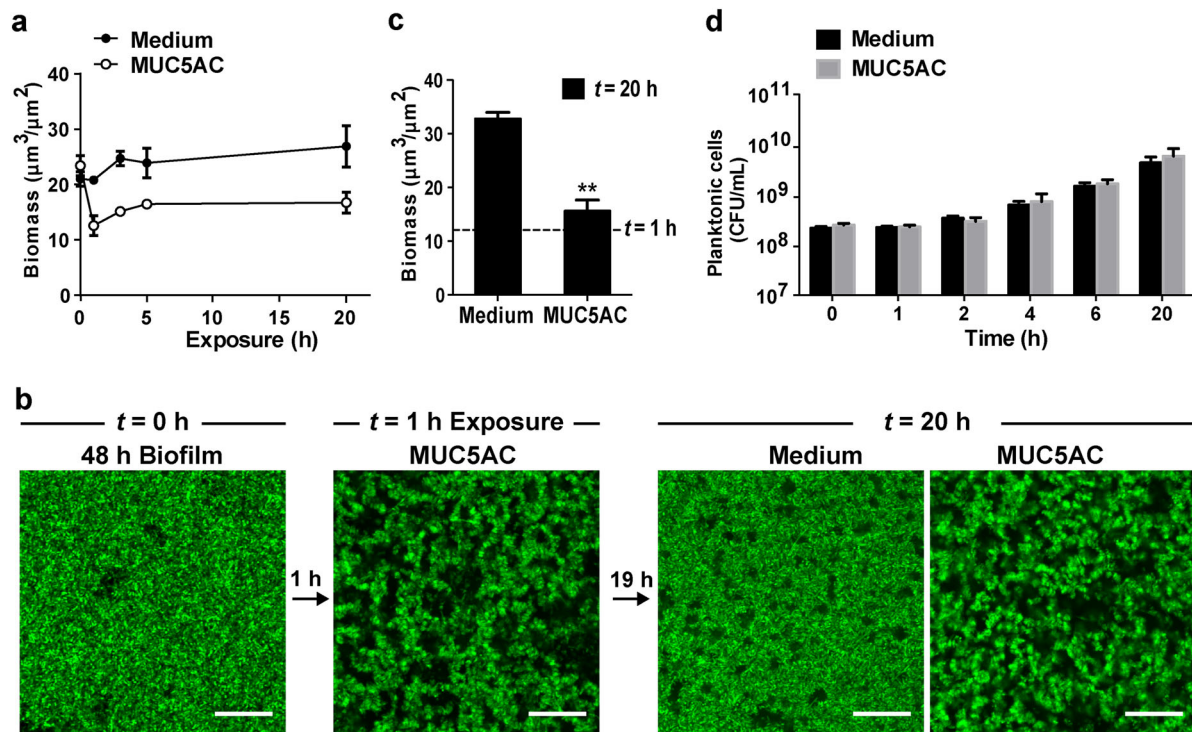 a
Medium
MUC5AC
Biomass (µm³/µm²)
40
30
20
10
0
0 5 10 15 20
Exposure (h)
c
t = 20 h
Biomass (µm³/µm²)
40
30
20
10
0
**
t = 1 h
Medium MUC5AC
d
Medium
MUC5AC
Planktonic cells
(CFU/mL)
10¹¹
10¹⁰
10⁹
10⁸
10⁷
0 1 2 4 6 20
Time (h)
b
t = 0 h
48 h Biofilm
1 h
t = 1 h Exposure
MUC5AC
19 h
t = 20 h
Medium MUC5AC